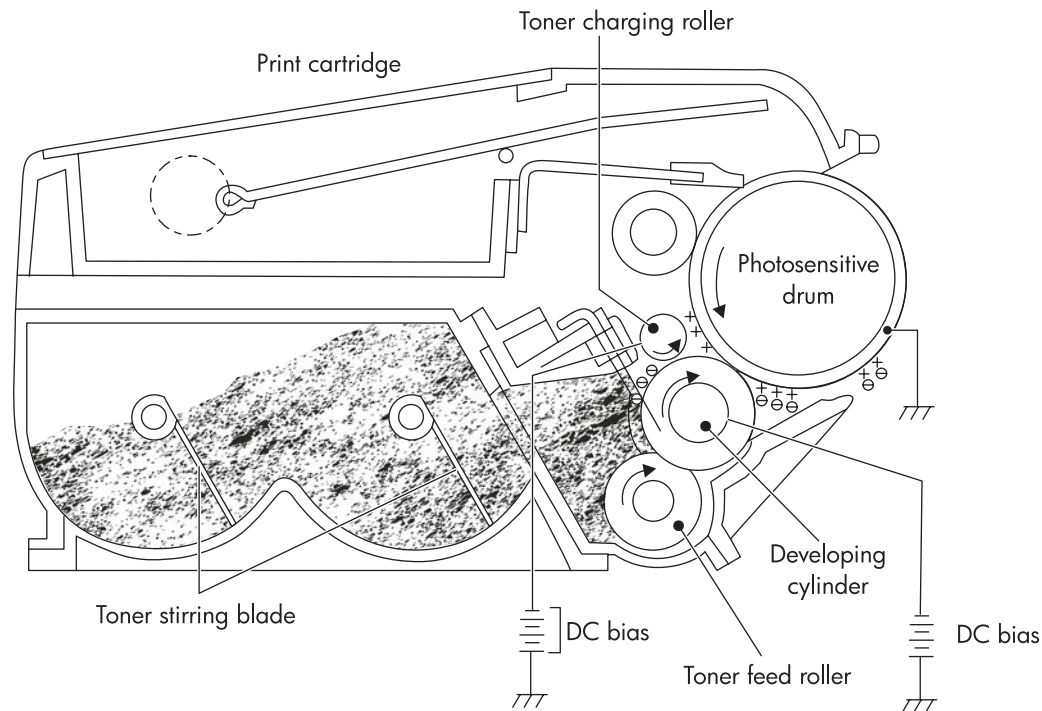 Toner charging roller
Print cartridge
Photosensitive
drum
Developing
cylinder
Toner stirring blade
DC bias
DC bias
Toner feed roller